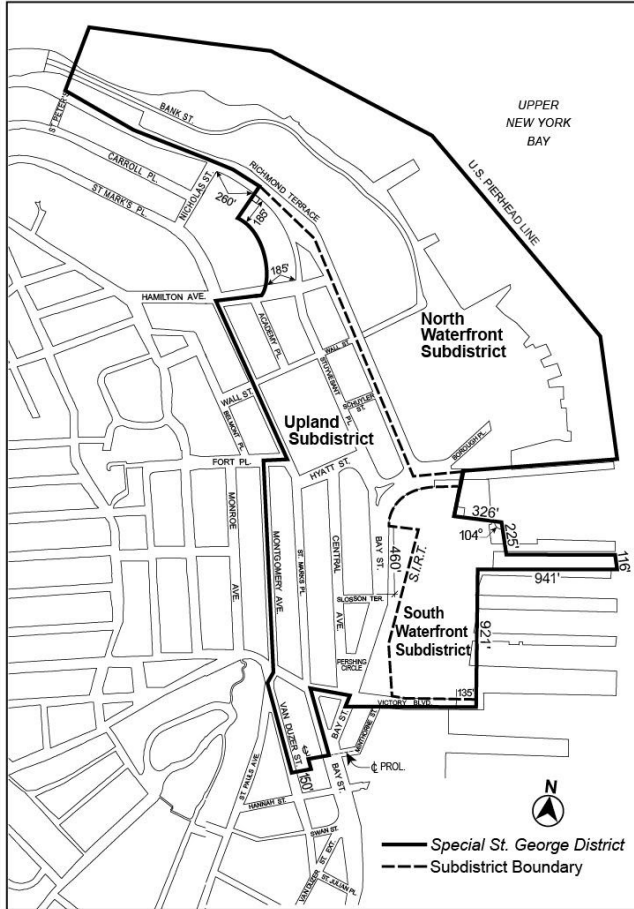 UPPER
NEW YORK
BAY
U.S. PIERHEAD LINE
ST PETER'S
BANK ST.
RICHMOND TERRACE
CARROLL PL.
ST MARK'S PL.
NICHOLAS ST.
260'
185'
185'
HAMILTON AVE.
ACADEMY PL.
WALL ST.
STUYVESANT PL.
SCHUYLER ST.
North
Waterfront
Subdistrict
WALL ST.
BELMONT PL.
Upland
Subdistrict
BOROUGH PL.
FORT PL.
HYATT ST.
MONROE AVE.
MONTGOMERY AVE.
ST. MARKS PL.
CENTRAL AVE.
BAY ST.
460'
S.I.R.T.
326'
104°
225'
116'
941'
921'
SLOSSON TER.
South
Waterfront
Subdistrict
PERSHING
CIRCLE
135'
VICTORY BLVD.
VAN DUZER ST.
BAY ST.
MINTHORNE ST.
ST. PAULS AVE
150'
BAY ST.
℄ PROL.
HANNAH ST.
SWAN ST.
VAN DUZER ST. EXT.
ST. JULIAN PL.
N
Special St. George District
Subdistrict Boundary